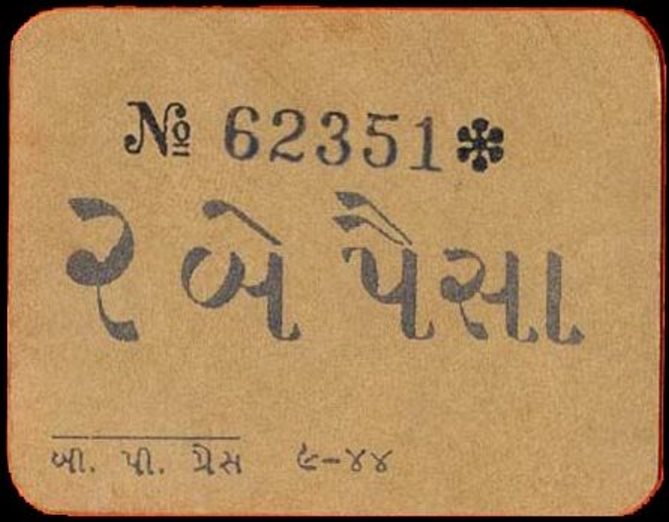 № 62351✽
૨ બે પૈસા
બી. પી. પ્રેસ ૯-૪૪